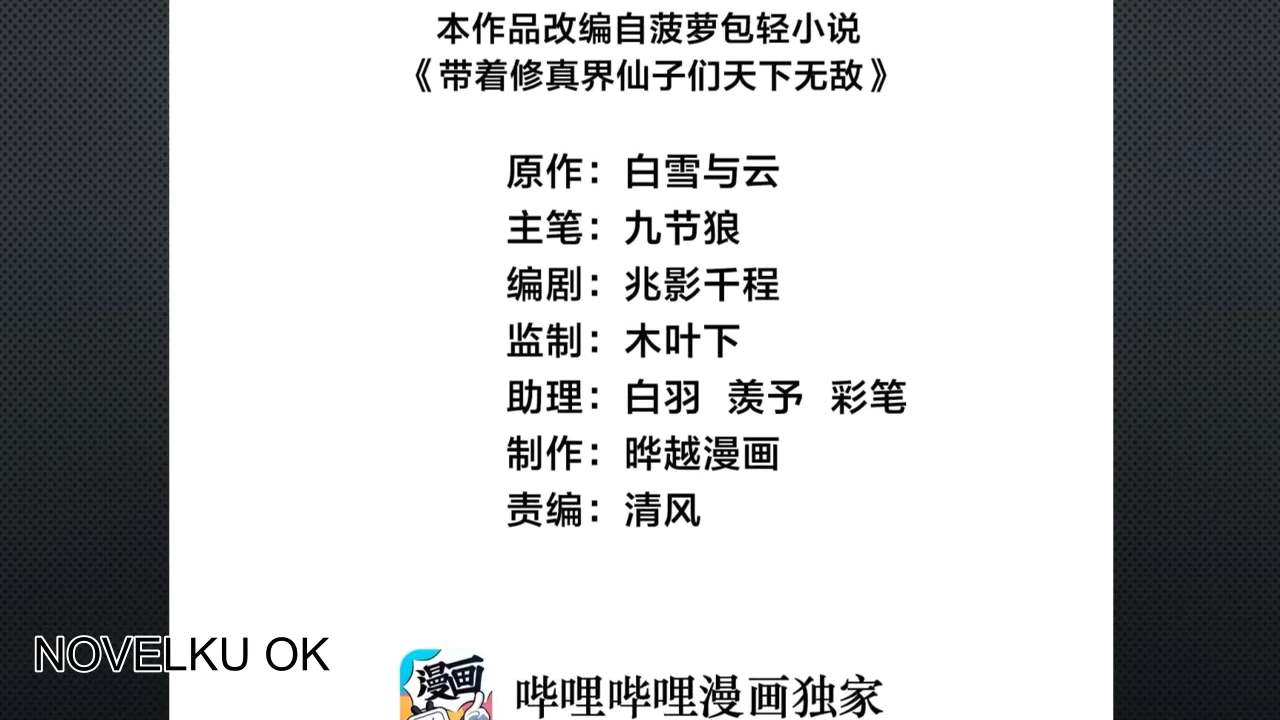 本作品改编自菠萝包轻小说
《带着修真界仙子们天下无敌》
原作：白雪与云
主笔：九节狼
编剧：兆影千程
监制：木叶下
助理：白羽 羡予 彩笔
制作：晔越漫画
责编：清风
NOVELKU OK
漫画
哔哩哔哩漫画独家